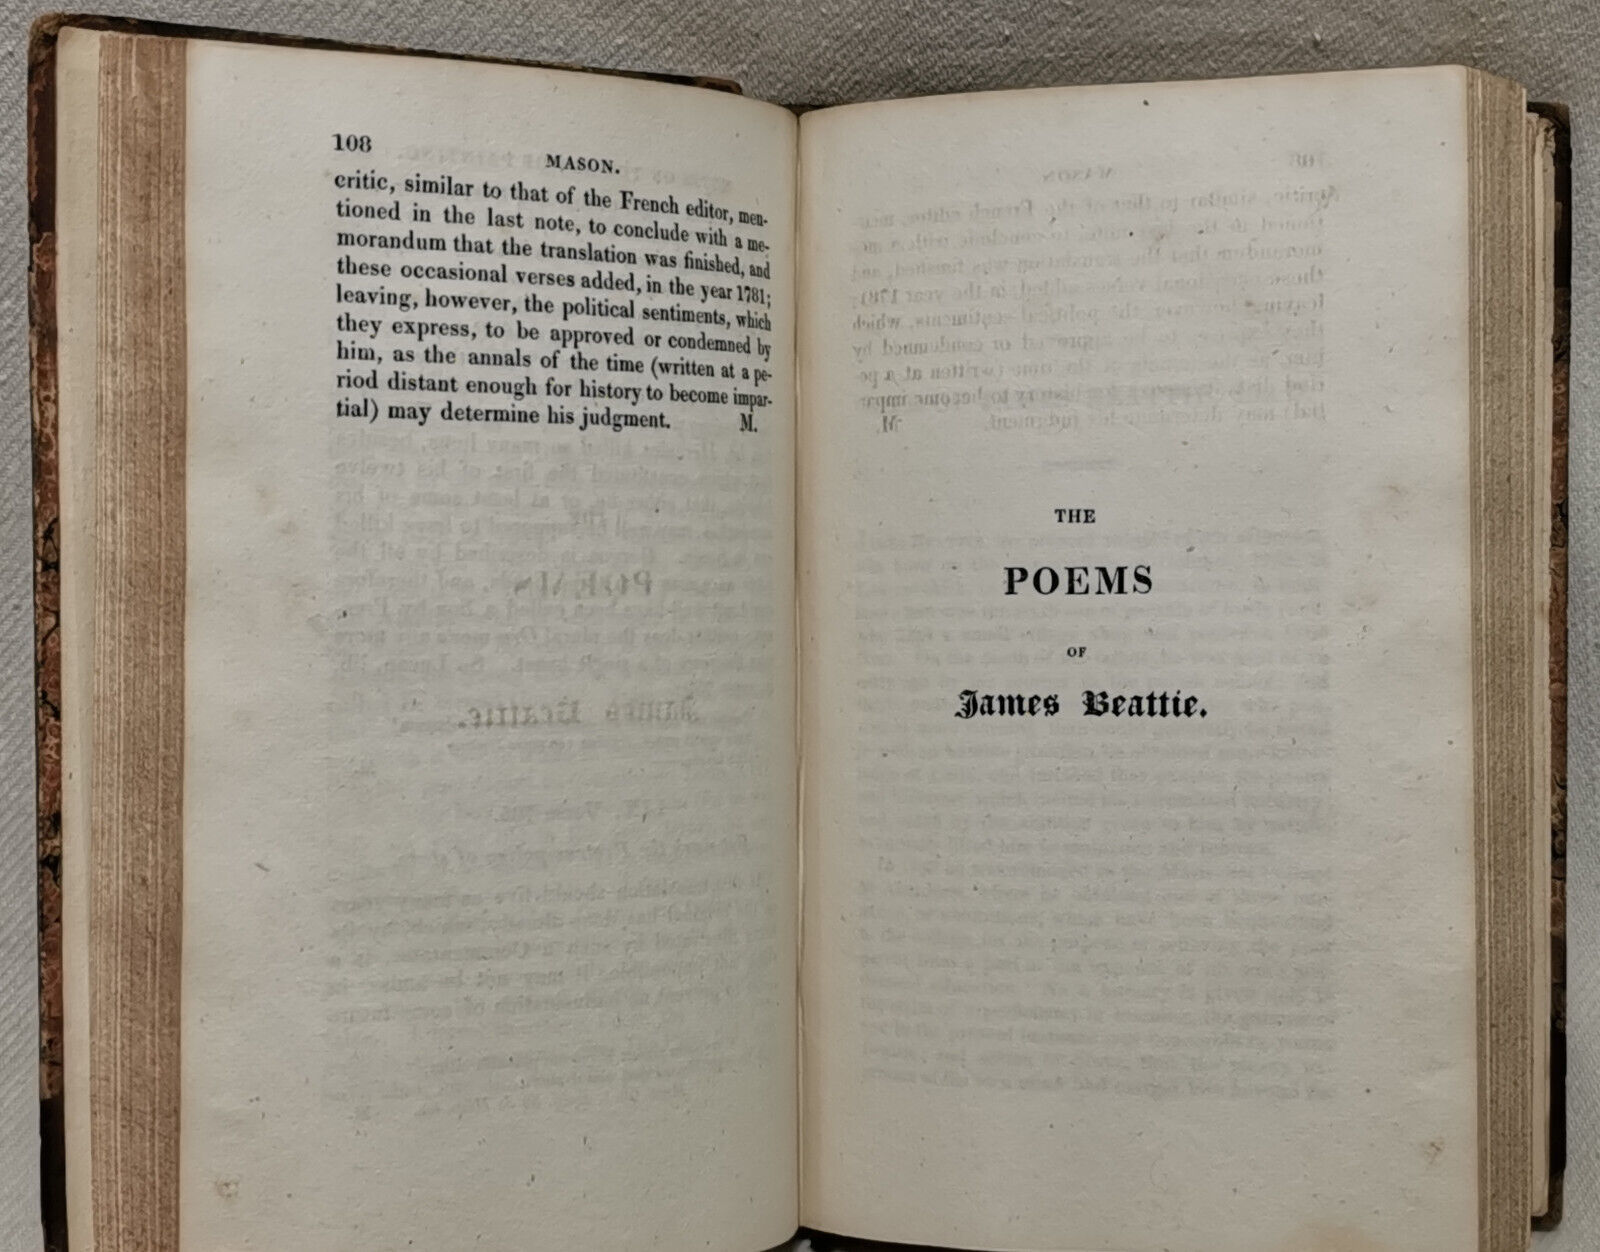 108
MASON.
critic, similar to that of the French editor, men-
tioned in the last note, to conclude with a me-
morandum that the translation was finished, and
these occasional verses added, in the year 1781;
leaving, however, the political sentiments, which
they express, to be approved or condemned by
him, as the annals of the time (written at a pe-
riod distant enough for history to become impar-
tial) may determine his judgment. M.
THE
POEMS
OF
James Beattie.